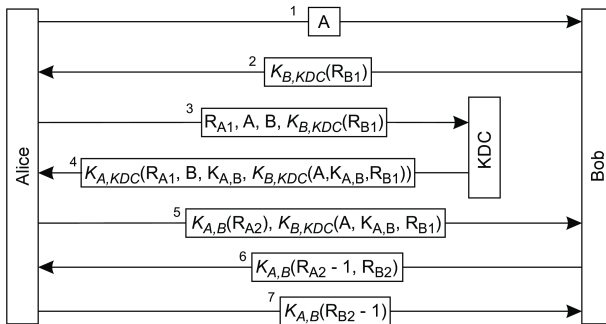 1 A
2 K_B,KDC(R_B1)
3 R_A1, A, B, K_B,KDC(R_B1)
4 K_A,KDC(R_A1, B, K_A,B, K_B,KDC(A,K_A,B,R_B1))
5 K_A,B(R_A2), K_B,KDC(A, K_A,B, R_B1)
6 K_A,B(R_A2 - 1, R_B2)
7 K_A,B(R_B2 - 1)
Alice
KDC
Bob